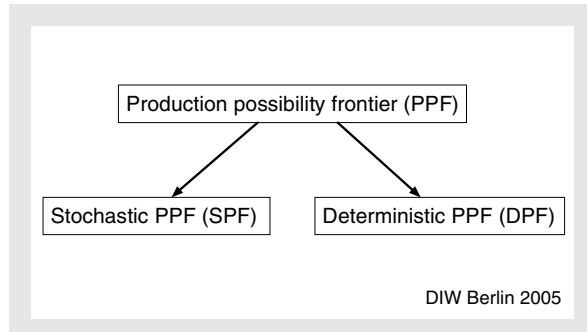 Production possibility frontier (PPF)
Stochastic PPF (SPF)
Deterministic PPF (DPF)
DIW Berlin 2005